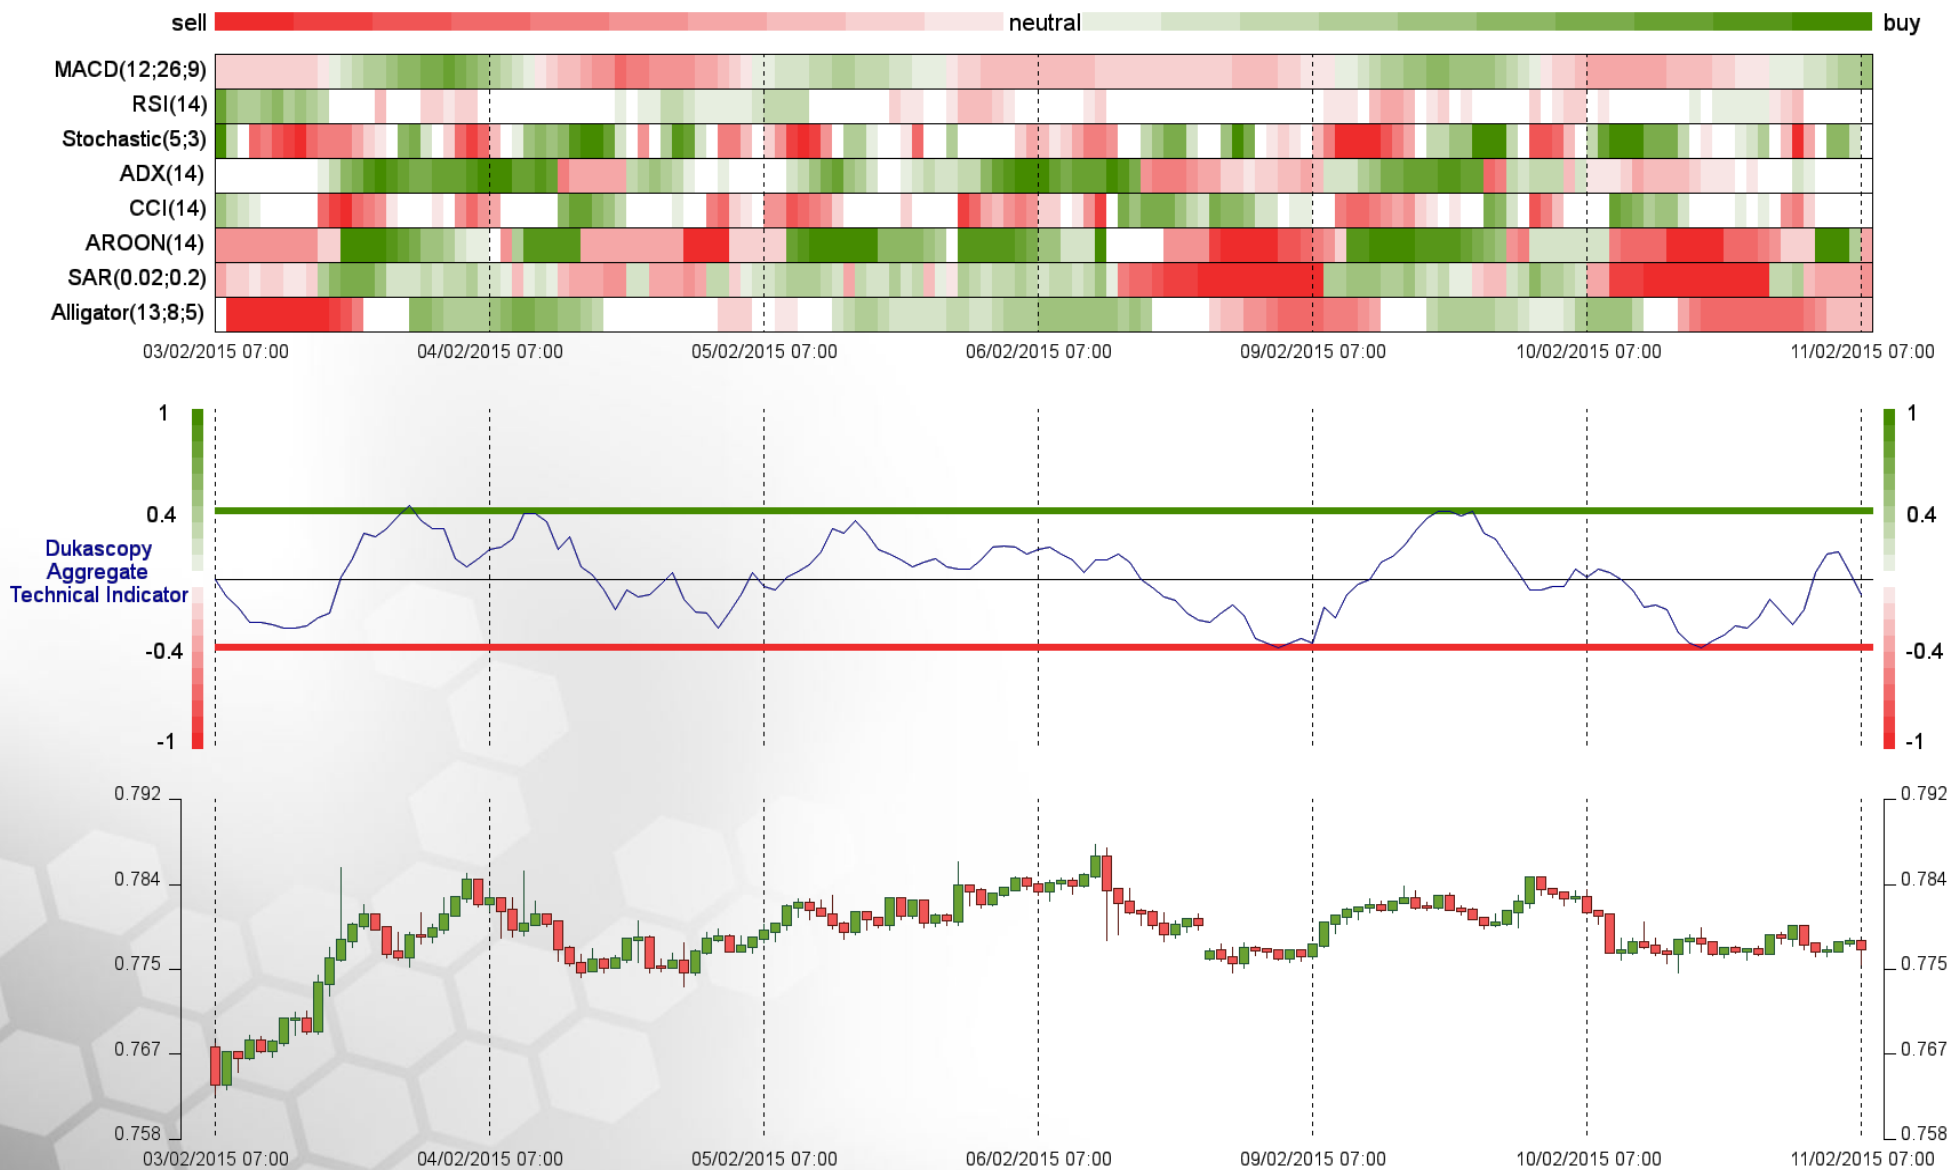 sell neutral buy
MACD(12;26;9)
RSI(14)
Stochastic(5;3)
ADX(14)
CCI(14)
AROON(14)
SAR(0.02;0.2)
Alligator(13;8;5)
03/02/2015 07:00 04/02/2015 07:00 05/02/2015 07:00 06/02/2015 07:00 09/02/2015 07:00 10/02/2015 07:00 11/02/2015 07:00
1 1
0.4 0.4
Dukascopy
Aggregate
Technical Indicator
-0.4 -0.4
-1 -1
0.792 0.792
0.784 0.784
0.775 0.775
0.767 0.767
0.758 0.758
03/02/2015 07:00 04/02/2015 07:00 05/02/2015 07:00 06/02/2015 07:00 09/02/2015 07:00 10/02/2015 07:00 11/02/2015 07:00